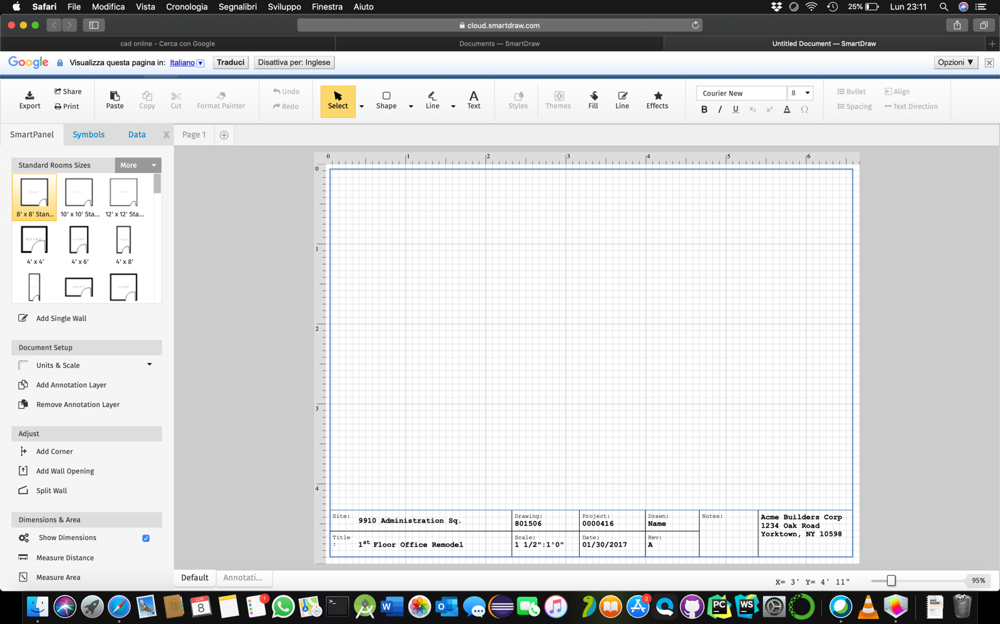 Safari File Modifica Vista Cronologia Segnalibri Sviluppo Finestra Aiuto 25% Lun 23:11
cloud.smartdraw.com
cad online - Cerca con Google Documents — SmartDraw Untitled Document — SmartDraw
Google Visualizza questa pagina in: Italiano Traduci Disattiva per: Inglese Opzioni
Share Undo Courier New 8 Bullet Align
Export Print Paste Copy Cut Format Painter Redo Select Shape Line Text Styles Themes Fill Line Effects B I U x₂ x² A Ω Spacing Text Direction
SmartPanel Symbols Data X Page 1
Standard Rooms Sizes More
0 1 2 3 4 5 6
0
8' x 8' Stan... 10' x 10' Sta... 12' x 12' Sta...
1
4' x 4' 4' x 6' 4' x 8'
Add Single Wall
2
Document Setup
Units & Scale
Add Annotation Layer
Remove Annotation Layer
3
Adjust
Add Corner
Add Wall Opening
4
Split Wall
Dimensions & Area
Show Dimensions
Measure Distance
Measure Area
Site: 9910 Administration Sq.
Title : 1st Floor Office Remodel
Drawing:
801506
Scale:
1 1/2":1'0"
Project:
0000416
Date:
01/30/2017
Drawn:
Name
Rev:
A
Notes:
Acme Builders Corp
1234 Oak Road
Yorktown, NY 10598
Default Annotati...
X= 3' Y= 4' 11" 95%
LUG
8
1
2
PC
WS